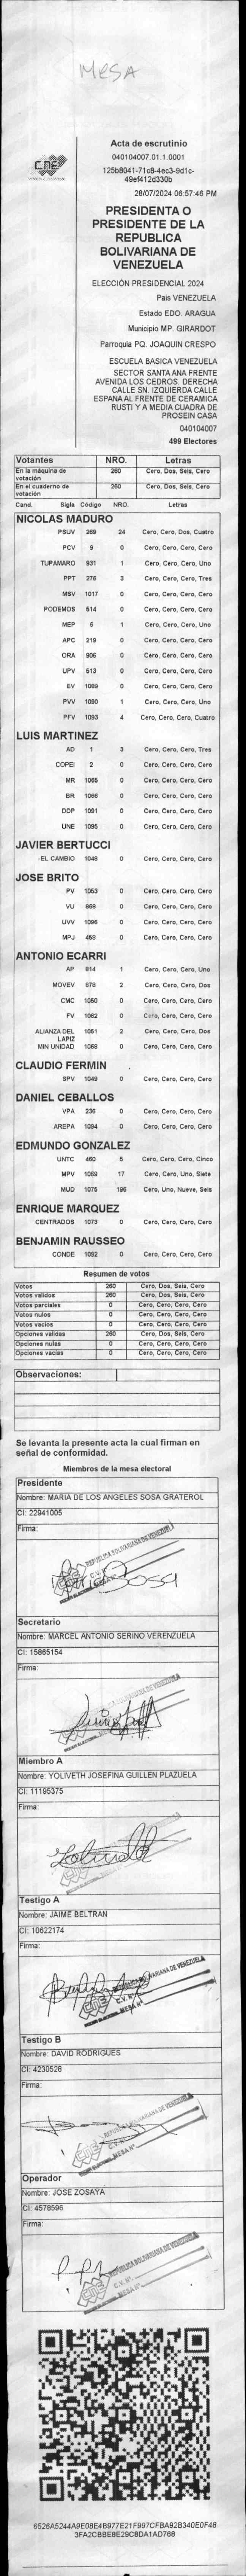 MESA
CNE
Acta de escrutinio
040104007.01.1.0001
125b8041-71c8-4ec3-9d1c-
49ef412d330b
28/07/2024 06:57:46 PM
PRESIDENTA O
PRESIDENTE DE LA
REPUBLICA
BOLIVARIANA DE
VENEZUELA
ELECCIÓN PRESIDENCIAL 2024
Pais VENEZUELA
Estado EDO. ARAGUA
Municipio MP. GIRARDOT
Parroquia PQ. JOAQUIN CRESPO
ESCUELA BASICA VENEZUELA
SECTOR SANTA ANA FRENTE
AVENIDA LOS CEDROS. DERECHA
CALLE SN. IZQUIERDA CALLE
ESPANA AL FRENTE DE CERAMICA
RUSTI Y A MEDIA CUADRA DE
PROSEIN CASA
040104007
499 Electores
Votantes NRO. Letras
En la máquina de votación 260 Cero, Dos, Seis, Cero
En el cuaderno de votación 260 Cero, Dos, Seis, Cero
Cand. Sigla Código NRO. Letras
NICOLAS MADURO
PSUV 269 24 Cero, Cero, Dos, Cuatro
PCV 9 0 Cero, Cero, Cero, Cero
TUPAMARO 931 1 Cero, Cero, Cero, Uno
PPT 276 3 Cero, Cero, Cero, Tres
MSV 1017 0 Cero, Cero, Cero, Cero
PODEMOS 514 0 Cero, Cero, Cero, Cero
MEP 6 1 Cero, Cero, Cero, Uno
APC 219 0 Cero, Cero, Cero, Cero
ORA 906 0 Cero, Cero, Cero, Cero
UPV 513 0 Cero, Cero, Cero, Cero
EV 1089 0 Cero, Cero, Cero, Cero
PVV 1090 1 Cero, Cero, Cero, Uno
PFV 1093 4 Cero, Cero, Cero, Cuatro
LUIS MARTINEZ
AD 1 3 Cero, Cero, Cero, Tres
COPEI 2 0 Cero, Cero, Cero, Cero
MR 1065 0 Cero, Cero, Cero, Cero
BR 1066 0 Cero, Cero, Cero, Cero
DDP 1091 0 Cero, Cero, Cero, Cero
UNE 1095 0 Cero, Cero, Cero, Cero
JAVIER BERTUCCI
EL CAMBIO 1048 0 Cero, Cero, Cero, Cero
JOSE BRITO
PV 1053 0 Cero, Cero, Cero, Cero
VU 969 0 Cero, Cero, Cero, Cero
UVV 1096 0 Cero, Cero, Cero, Cero
MPJ 459 0 Cero, Cero, Cero, Cero
ANTONIO ECARRI
AP 914 1 Cero, Cero, Cero, Uno
MOVEV 978 2 Cero, Cero, Cero, Dos
CMC 1050 0 Cero, Cero, Cero, Cero
FV 1062 0 Cero, Cero, Cero, Cero
ALIANZA DEL LAPIZ 1051 2 Cero, Cero, Cero, Dos
MIN UNIDAD 1059 0 Cero, Cero, Cero, Cero
CLAUDIO FERMIN
SPV 1049 0 Cero, Cero, Cero, Cero
DANIEL CEBALLOS
VPA 236 0 Cero, Cero, Cero, Cero
AREPA 1094 0 Cero, Cero, Cero, Cero
EDMUNDO GONZALEZ
UNTC 460 5 Cero, Cero, Cero, Cinco
MPV 1069 17 Cero, Cero, Uno, Siete
MUD 1075 196 Cero, Uno, Nueve, Seis
ENRIQUE MARQUEZ
CENTRADOS 1073 0 Cero, Cero, Cero, Cero
BENJAMIN RAUSSEO
CONDE 1092 0 Cero, Cero, Cero, Cero
Resumen de votos
Votos 260 Cero, Dos, Seis, Cero
Votos validos 260 Cero, Dos, Seis, Cero
Votos parciales 0 Cero, Cero, Cero, Cero
Votos nulos 0 Cero, Cero, Cero, Cero
Votos vacios 0 Cero, Cero, Cero, Cero
Opciones validas 260 Cero, Dos, Seis, Cero
Opciones nulas 0 Cero, Cero, Cero, Cero
Opciones vacias 0 Cero, Cero, Cero, Cero
Observaciones:
Se levanta la presente acta la cual firman en
señal de conformidad.
Miembros de la mesa electoral
Presidente
Nombre: MARIA DE LOS ANGELES SOSA GRATEROL
CI: 22941005
Firma:
REPUBLICA BOLIVARIANA DE VENEZUELA
Secretario
Nombre: MARCEL ANTONIO SERINO VERENZUELA
CI: 15865154
Firma:
Miembro A
Nombre: YOLIVETH JOSEFINA GUILLEN PLAZUELA
CI: 11195375
Firma:
Testigo A
Nombre: JAIME BELTRAN
CI: 10622174
Firma:
Testigo B
Nombre: DAVID RODRIGUES
CI: 4230528
Firma:
REPUBLICA BOLIVARIANA DE VENEZUELA
Operador
Nombre: JOSE ZOSAYA
CI: 4578596
Firma:
REPUBLICA BOLIVARIANA DE VENEZUELA
6526A5244A9E08E4B977E21F997CFBA92B340E0F48
3FA2CBBE8E29C8DA1AD768